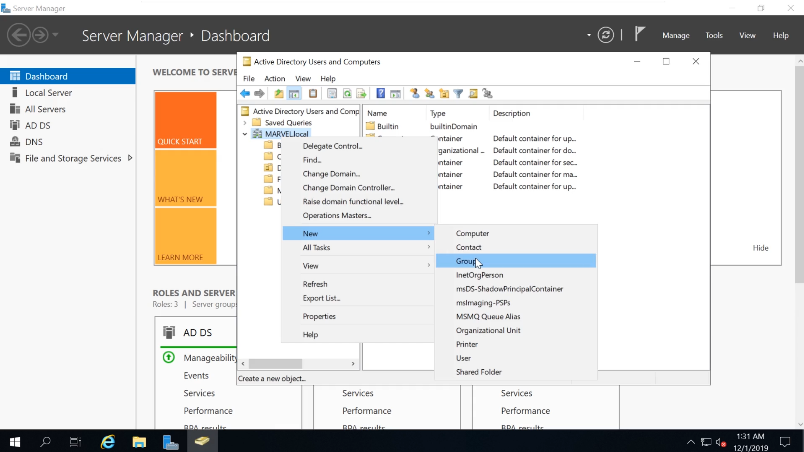 Server Manager
Server Manager ‣ Dashboard
Manage Tools View Help
Dashboard
Local Server
All Servers
AD DS
DNS
File and Storage Services
WELCOME TO SERVE
QUICK START
WHAT'S NEW
LEARN MORE
Hide
ROLES AND SERVER
Roles: 3 | Server group
AD DS
Manageability
Events
Services
Performance
BPA results
Services
Performance
BPA results
Services
Performance
BPA results
Active Directory Users and Computers
File Action View Help
Active Directory Users and Comp
Saved Queries
MARVEL.local
B
C
D
F
M
U
Name Type Description
Builtin builtinDomain
Container Default container for up...
Organizational ... Default container for do...
Container Default container for sec...
Container Default container for ma...
Container Default container for up...
Delegate Control...
Find...
Change Domain...
Change Domain Controller...
Raise domain functional level...
Operations Masters...
New
All Tasks
View
Refresh
Export List...
Properties
Help
Computer
Contact
Group
InetOrgPerson
msDS-ShadowPrincipalContainer
msImaging-PSPs
MSMQ Queue Alias
Organizational Unit
Printer
User
Shared Folder
Create a new object...
1:31 AM
12/1/2019